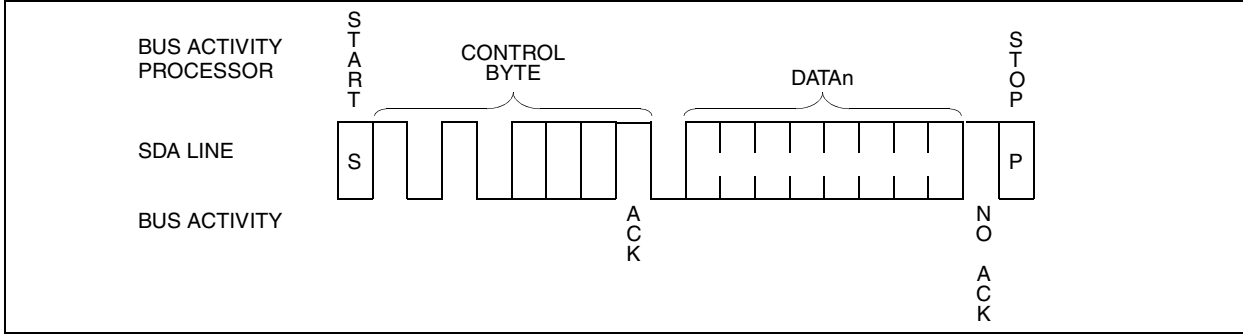 BUS ACTIVITY
PROCESSOR
START
CONTROL
BYTE
DATAn
STOP
SDA LINE
S
P
BUS ACTIVITY
ACK
NO ACK